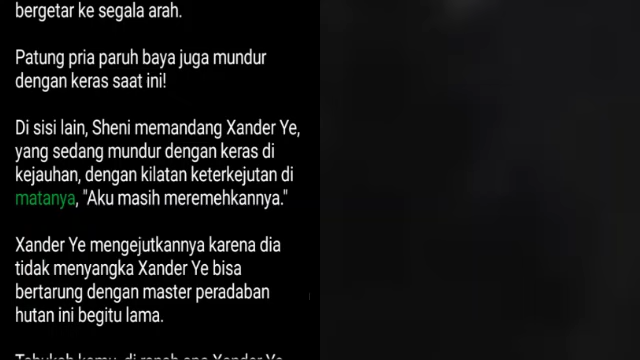 bergetar ke segala arah.
Patung pria paruh baya juga mundur
dengan keras saat ini!
Di sisi lain, Sheni memandang Xander Ye,
yang sedang mundur dengan keras di
kejauhan, dengan kilatan keterkejutan di
matanya, "Aku masih meremehkannya."
Xander Ye mengejutkannya karena dia
tidak menyangka Xander Ye bisa
bertarung dengan master peradaban
hutan ini begitu lama.